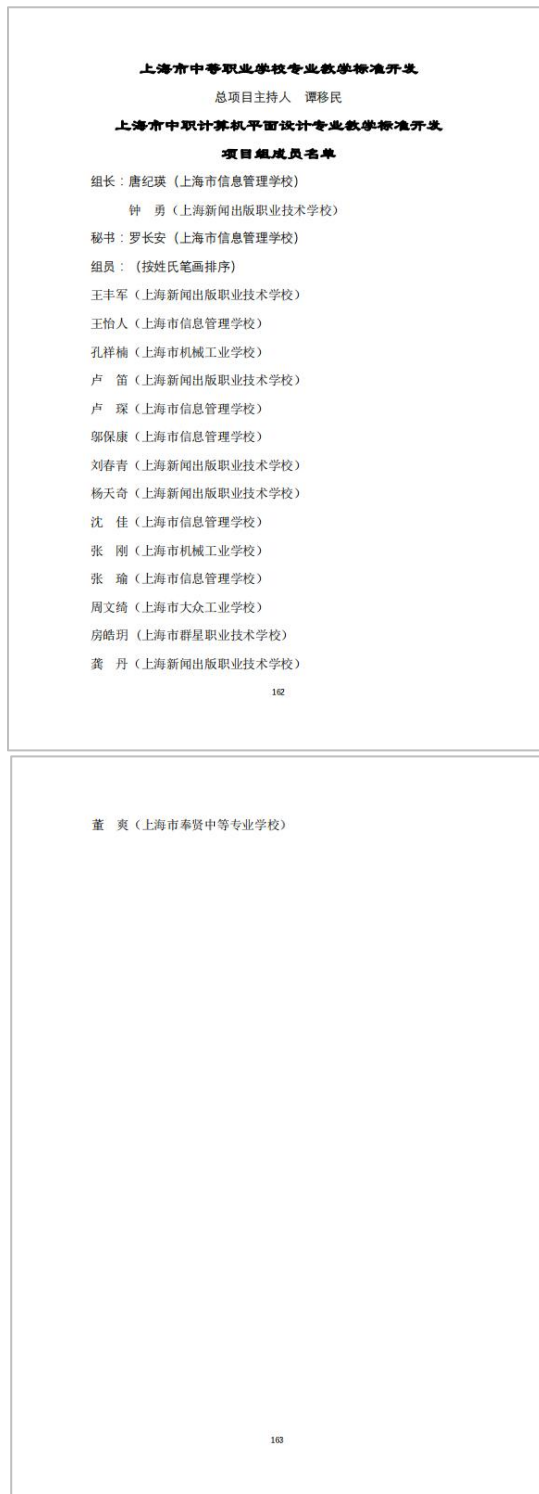 上海市中等职业学校专业教学标准开发
总项目主持人　谭移民
上海市中职计算机平面设计专业教学标准开发
项目组成员名单
组长：唐纪瑛（上海市信息管理学校）
钟　勇（上海新闻出版职业技术学校）
秘书：罗长安（上海市信息管理学校）
组员：（按姓氏笔画排序）
王丰军（上海新闻出版职业技术学校）
王怡人（上海市信息管理学校）
孔祥楠（上海市机械工业学校）
卢　笛（上海新闻出版职业技术学校）
卢　琛（上海市信息管理学校）
邬保康（上海市信息管理学校）
刘春青（上海新闻出版职业技术学校）
杨天奇（上海新闻出版职业技术学校）
沈　佳（上海市信息管理学校）
张　刚（上海市机械工业学校）
张　瑜（上海市信息管理学校）
周文绮（上海市大众工业学校）
房皓玥（上海市群星职业技术学校）
龚　丹（上海新闻出版职业技术学校）
162
董　爽（上海市奉贤中等专业学校）
163